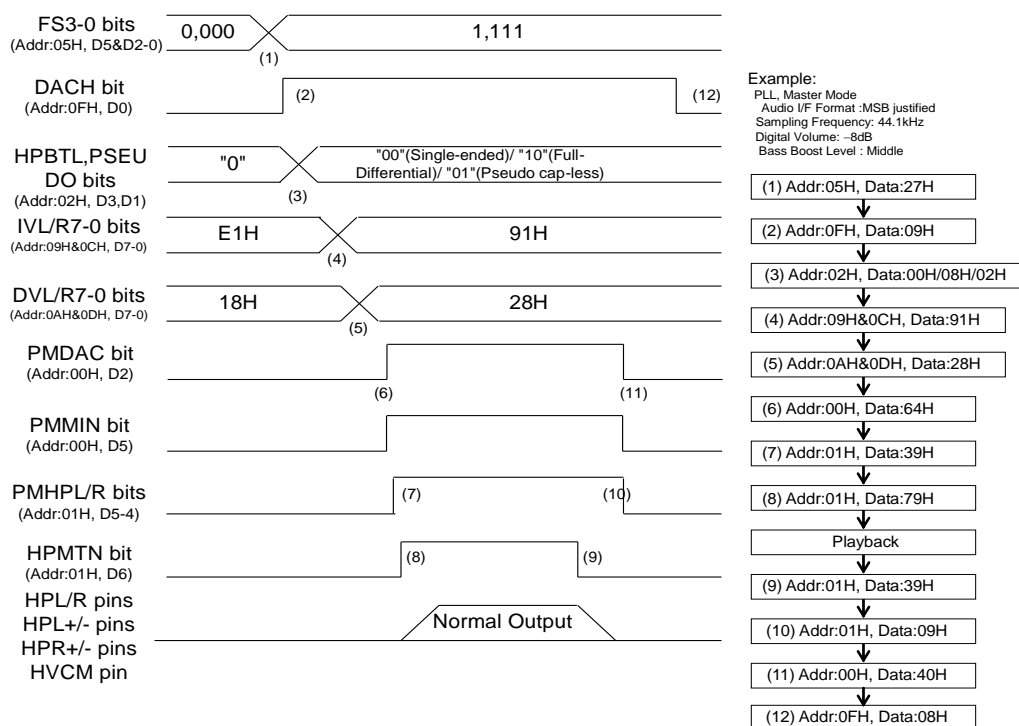 FS3-0 bits
(Addr:05H, D5&D2-0)
0,000
1,111
(1)
DACH bit
(Addr:0FH, D0)
(2)
(12)
HPBTL,PSEU
DO bits
(Addr:02H, D3,D1)
"0"
"00"(Single-ended)/ "10"(Full-
Differential)/ "01"(Pseudo cap-less)
(3)
IVL/R7-0 bits
(Addr:09H&0CH, D7-0)
E1H
91H
(4)
DVL/R7-0 bits
(Addr:0AH&0DH, D7-0)
18H
28H
(5)
PMDAC bit
(Addr:00H, D2)
(6)
(11)
PMMIN bit
(Addr:00H, D5)
PMHPL/R bits
(Addr:01H, D5-4)
(7)
(10)
HPMTN bit
(Addr:01H, D6)
(8)
(9)
HPL/R pins
HPL+/- pins
HPR+/- pins
HVCM pin
Normal Output
Example:
PLL, Master Mode
Audio I/F Format :MSB justified
Sampling Frequency: 44.1kHz
Digital Volume: −8dB
Bass Boost Level : Middle
(1) Addr:05H, Data:27H
(2) Addr:0FH, Data:09H
(3) Addr:02H, Data:00H/08H/02H
(4) Addr:09H&0CH, Data:91H
(5) Addr:0AH&0DH, Data:28H
(6) Addr:00H, Data:64H
(7) Addr:01H, Data:39H
(8) Addr:01H, Data:79H
Playback
(9) Addr:01H, Data:39H
(10) Addr:01H, Data:09H
(11) Addr:00H, Data:40H
(12) Addr:0FH, Data:08H